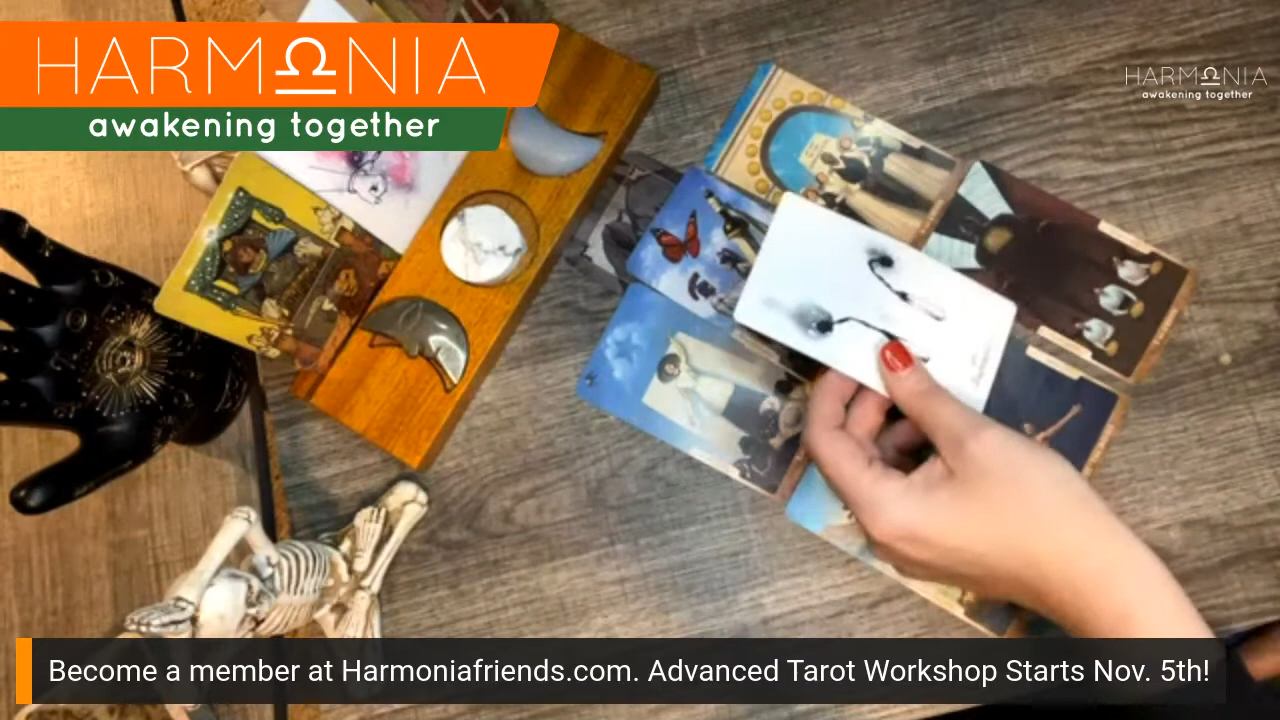 HARMΩNIA
awakening together
HARMΩNIA
awakening together
Become a member at Harmoniafriends.com. Advanced Tarot Workshop Starts Nov. 5th!